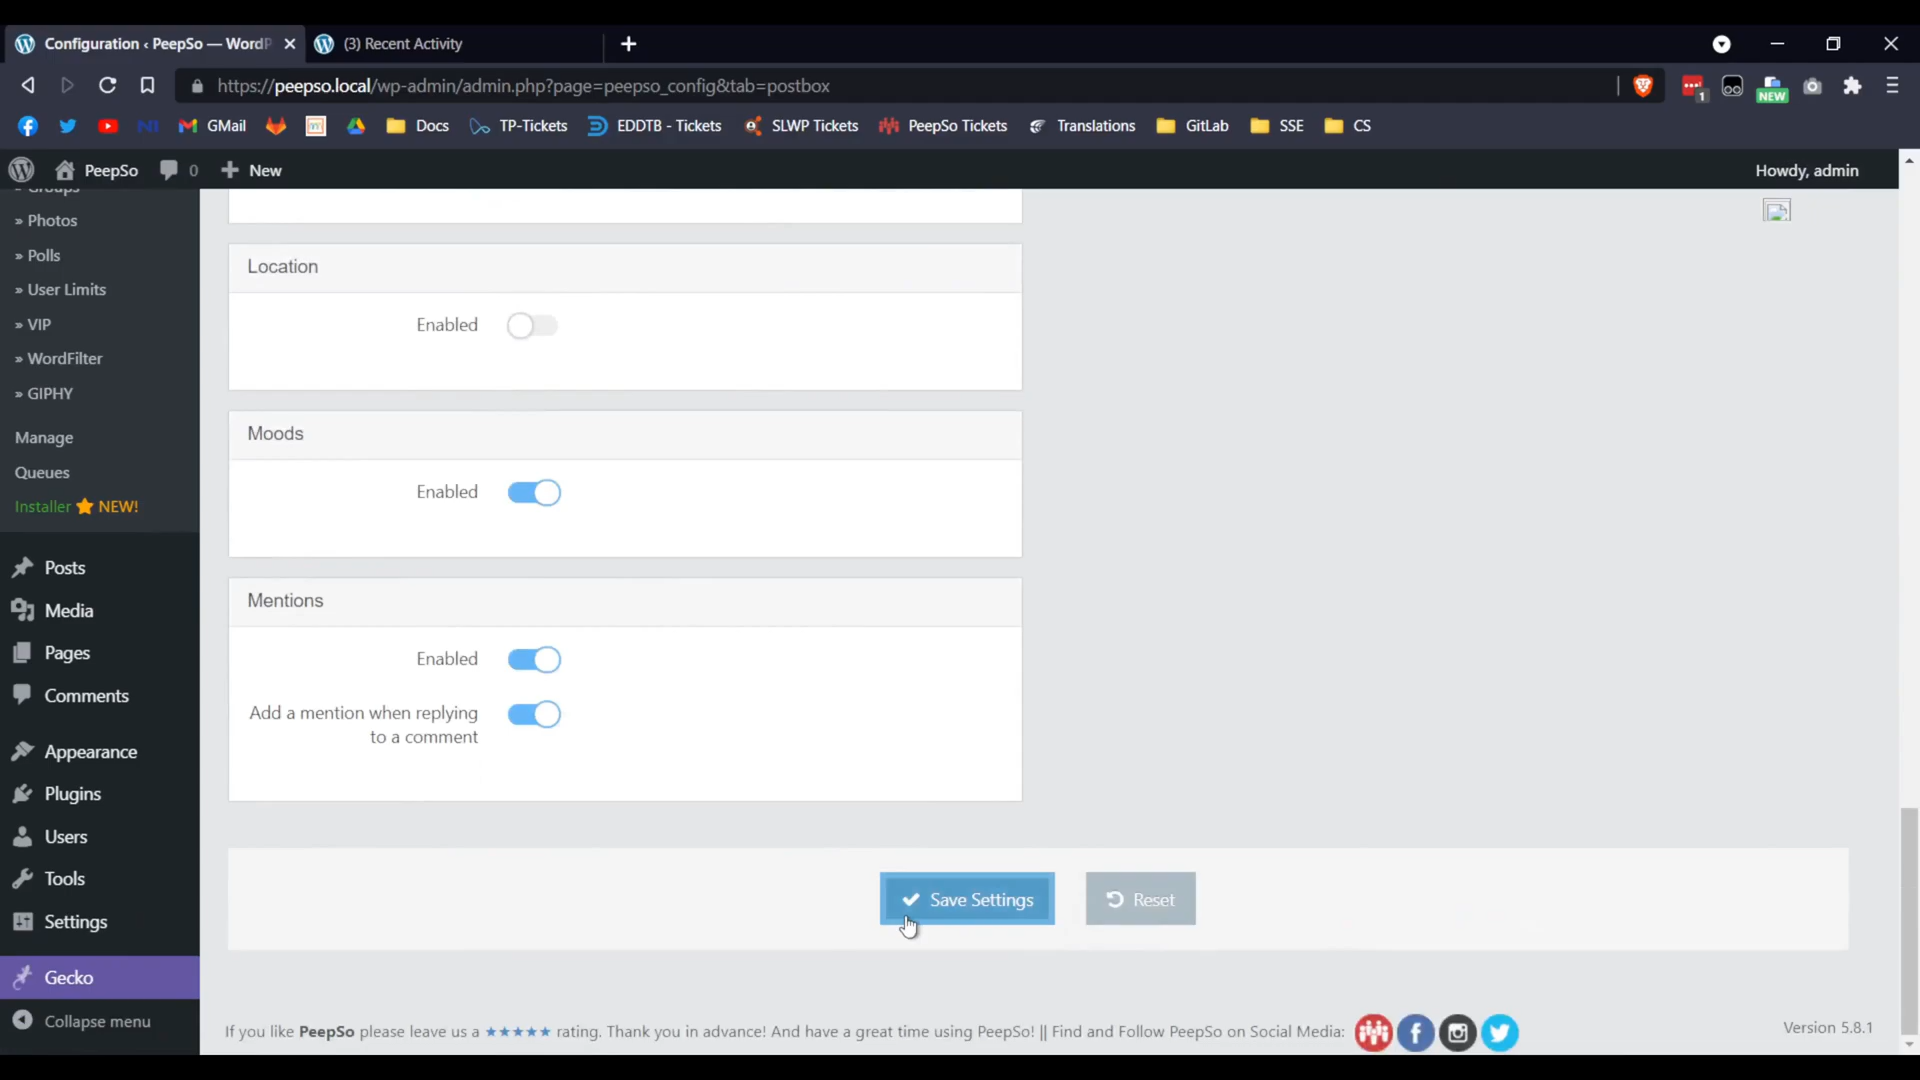 Configuration ‹ PeepSo — WordP
(3) Recent Activity
https://peepso.local/wp-admin/admin.php?page=peepso_config&tab=postbox
1
NEW
GMail
Docs
TP-Tickets
EDDTB - Tickets
SLWP Tickets
PeepSo Tickets
Translations
GitLab
SSE
CS
PeepSo
0
New
Howdy, admin
» Groups
» Photos
» Polls
» User Limits
» VIP
» WordFilter
» GIPHY
Manage
Queues
Installer NEW!
Posts
Media
Pages
Comments
Appearance
Plugins
Users
Tools
Settings
Gecko
Collapse menu
Location
Enabled
Moods
Enabled
Mentions
Enabled
Add a mention when replying
to a comment
Save Settings
Reset
If you like PeepSo please leave us a ★★★★★ rating. Thank you in advance! And have a great time using PeepSo! || Find and Follow PeepSo on Social Media:
Version 5.8.1